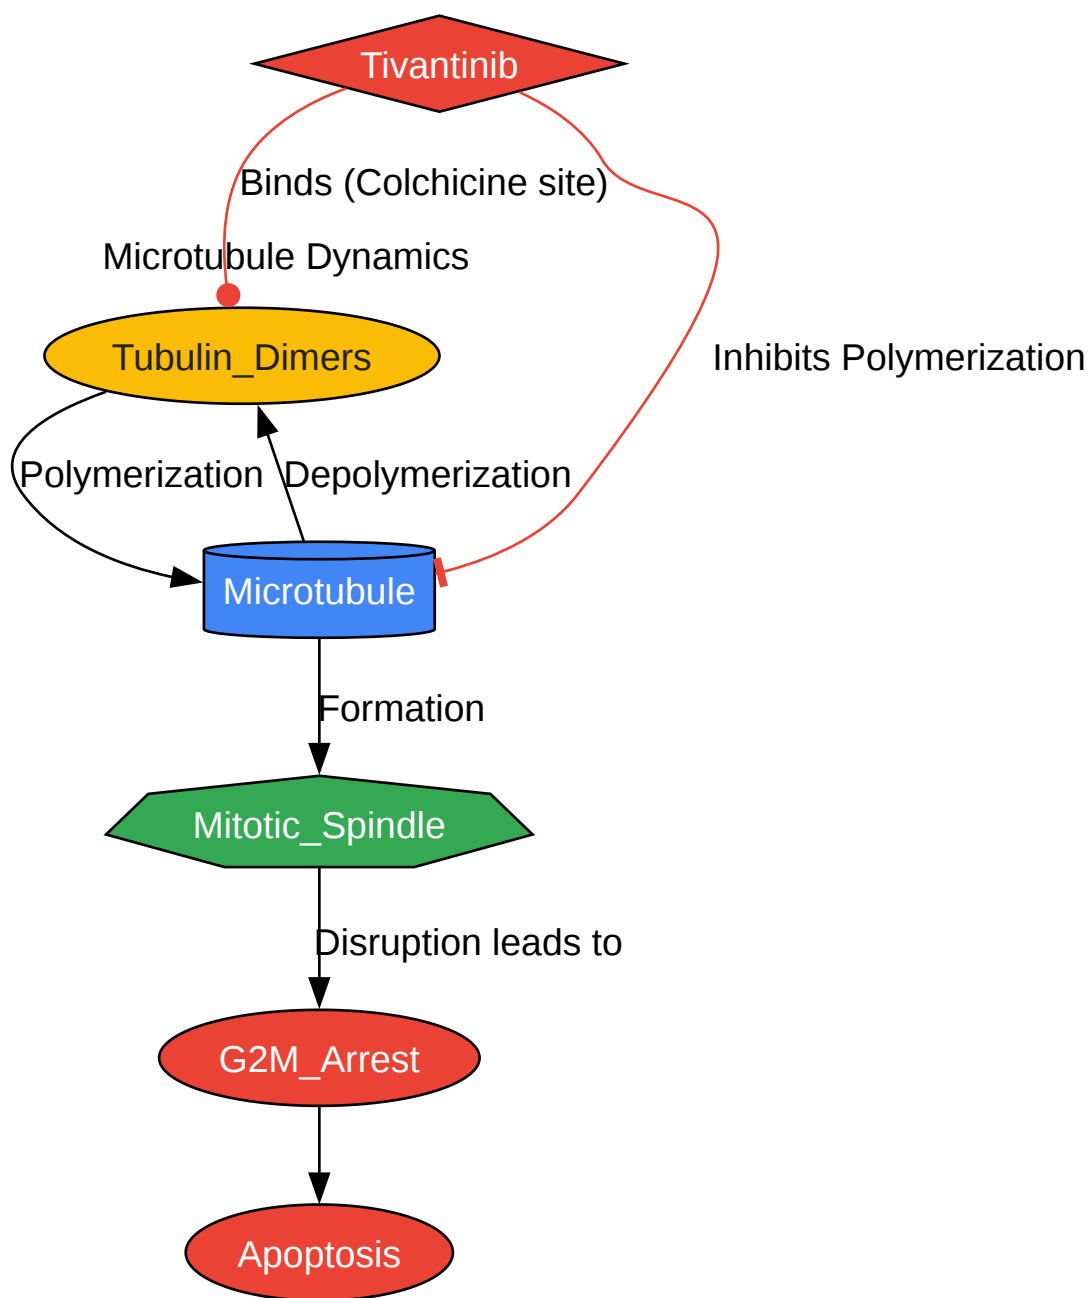 Tivantinib
Binds (Colchicine site)
Microtubule Dynamics
Tubulin_Dimers
Inhibits Polymerization
Polymerization
Depolymerization
Microtubule
Formation
Mitotic_Spindle
Disruption leads to
G2M_Arrest
Apoptosis